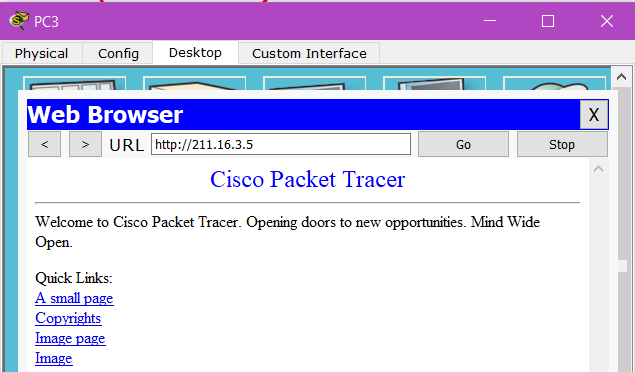 PC3
Physical Config Desktop Custom Interface
Web Browser X
< > URL http://211.16.3.5 Go Stop
Cisco Packet Tracer
Welcome to Cisco Packet Tracer. Opening doors to new opportunities. Mind Wide
Open.
Quick Links:
A small page
Copyrights
Image page
Image